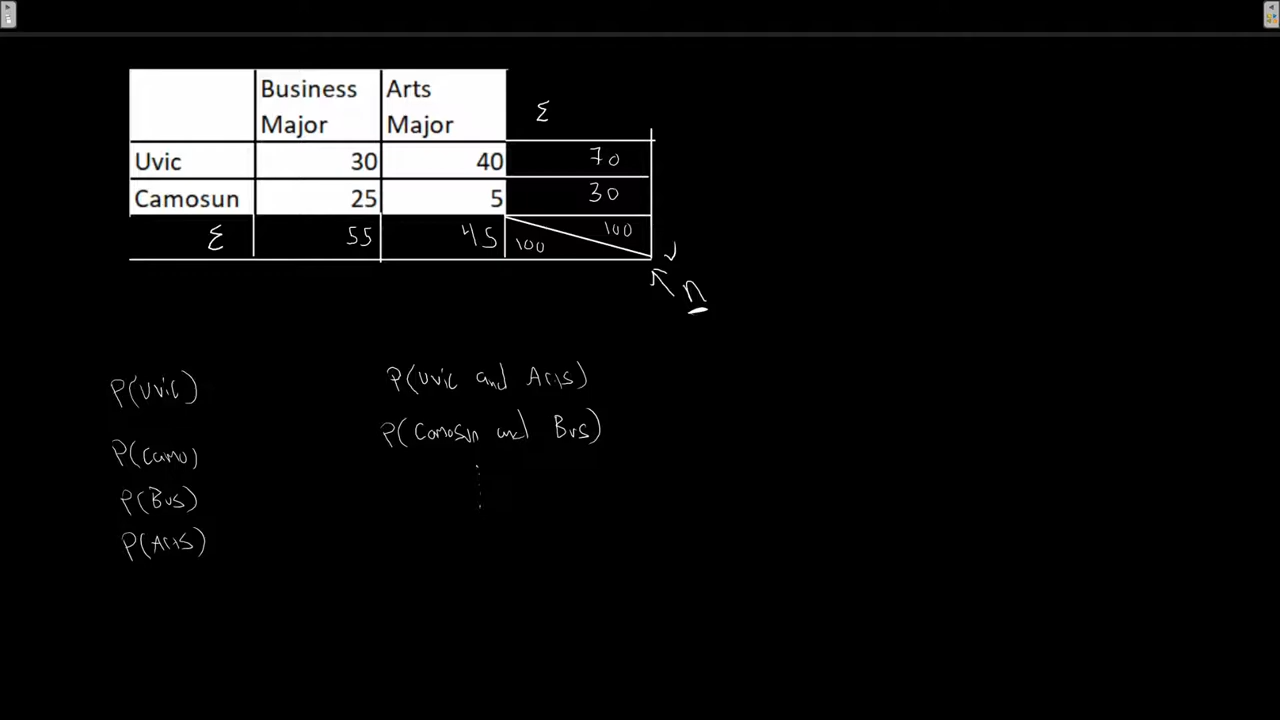 Business Major Arts Major Σ
Uvic 30 40 70
Camosun 25 5 30
Σ 55 45 100 100
n
P(Uvic) P(Uvic and Arts)
P(Camo) P(Camosun and Bus)
P(Bus)
P(Arts)